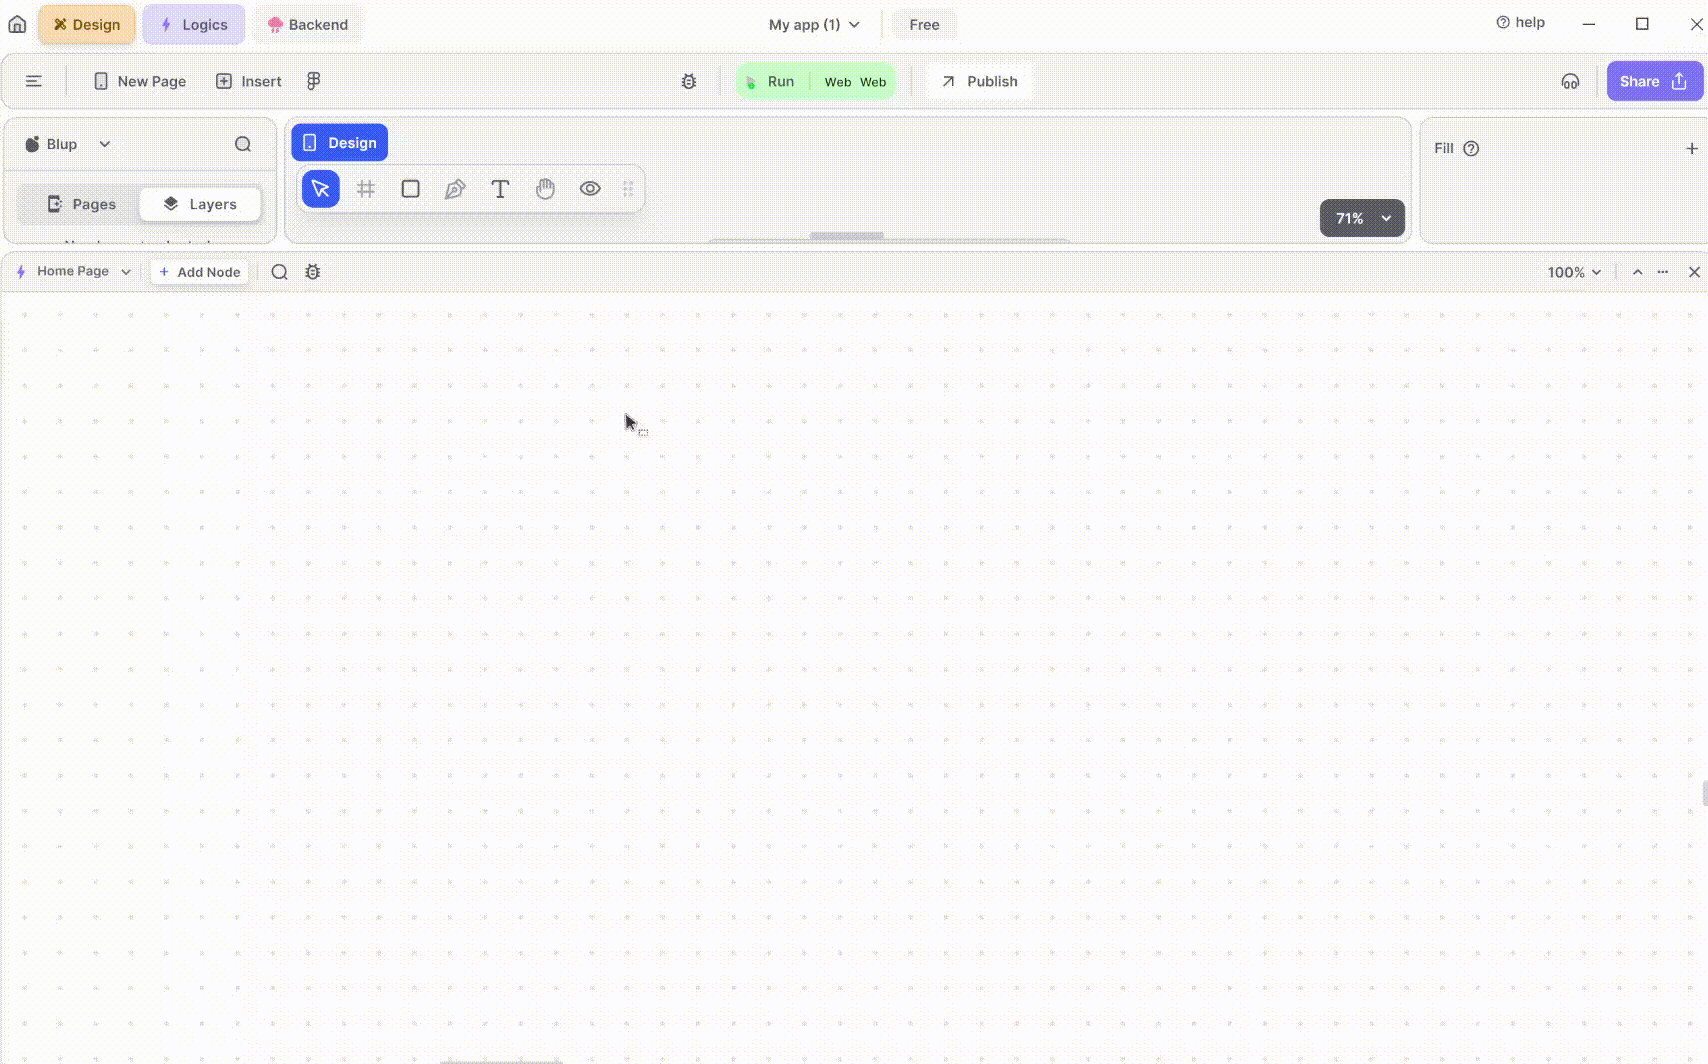 Design Logics Backend My app (1) Free help
New Page Insert Run Web Web Publish Share
Blup Design Fill
Pages Layers 71%
Home Page + Add Node 100%